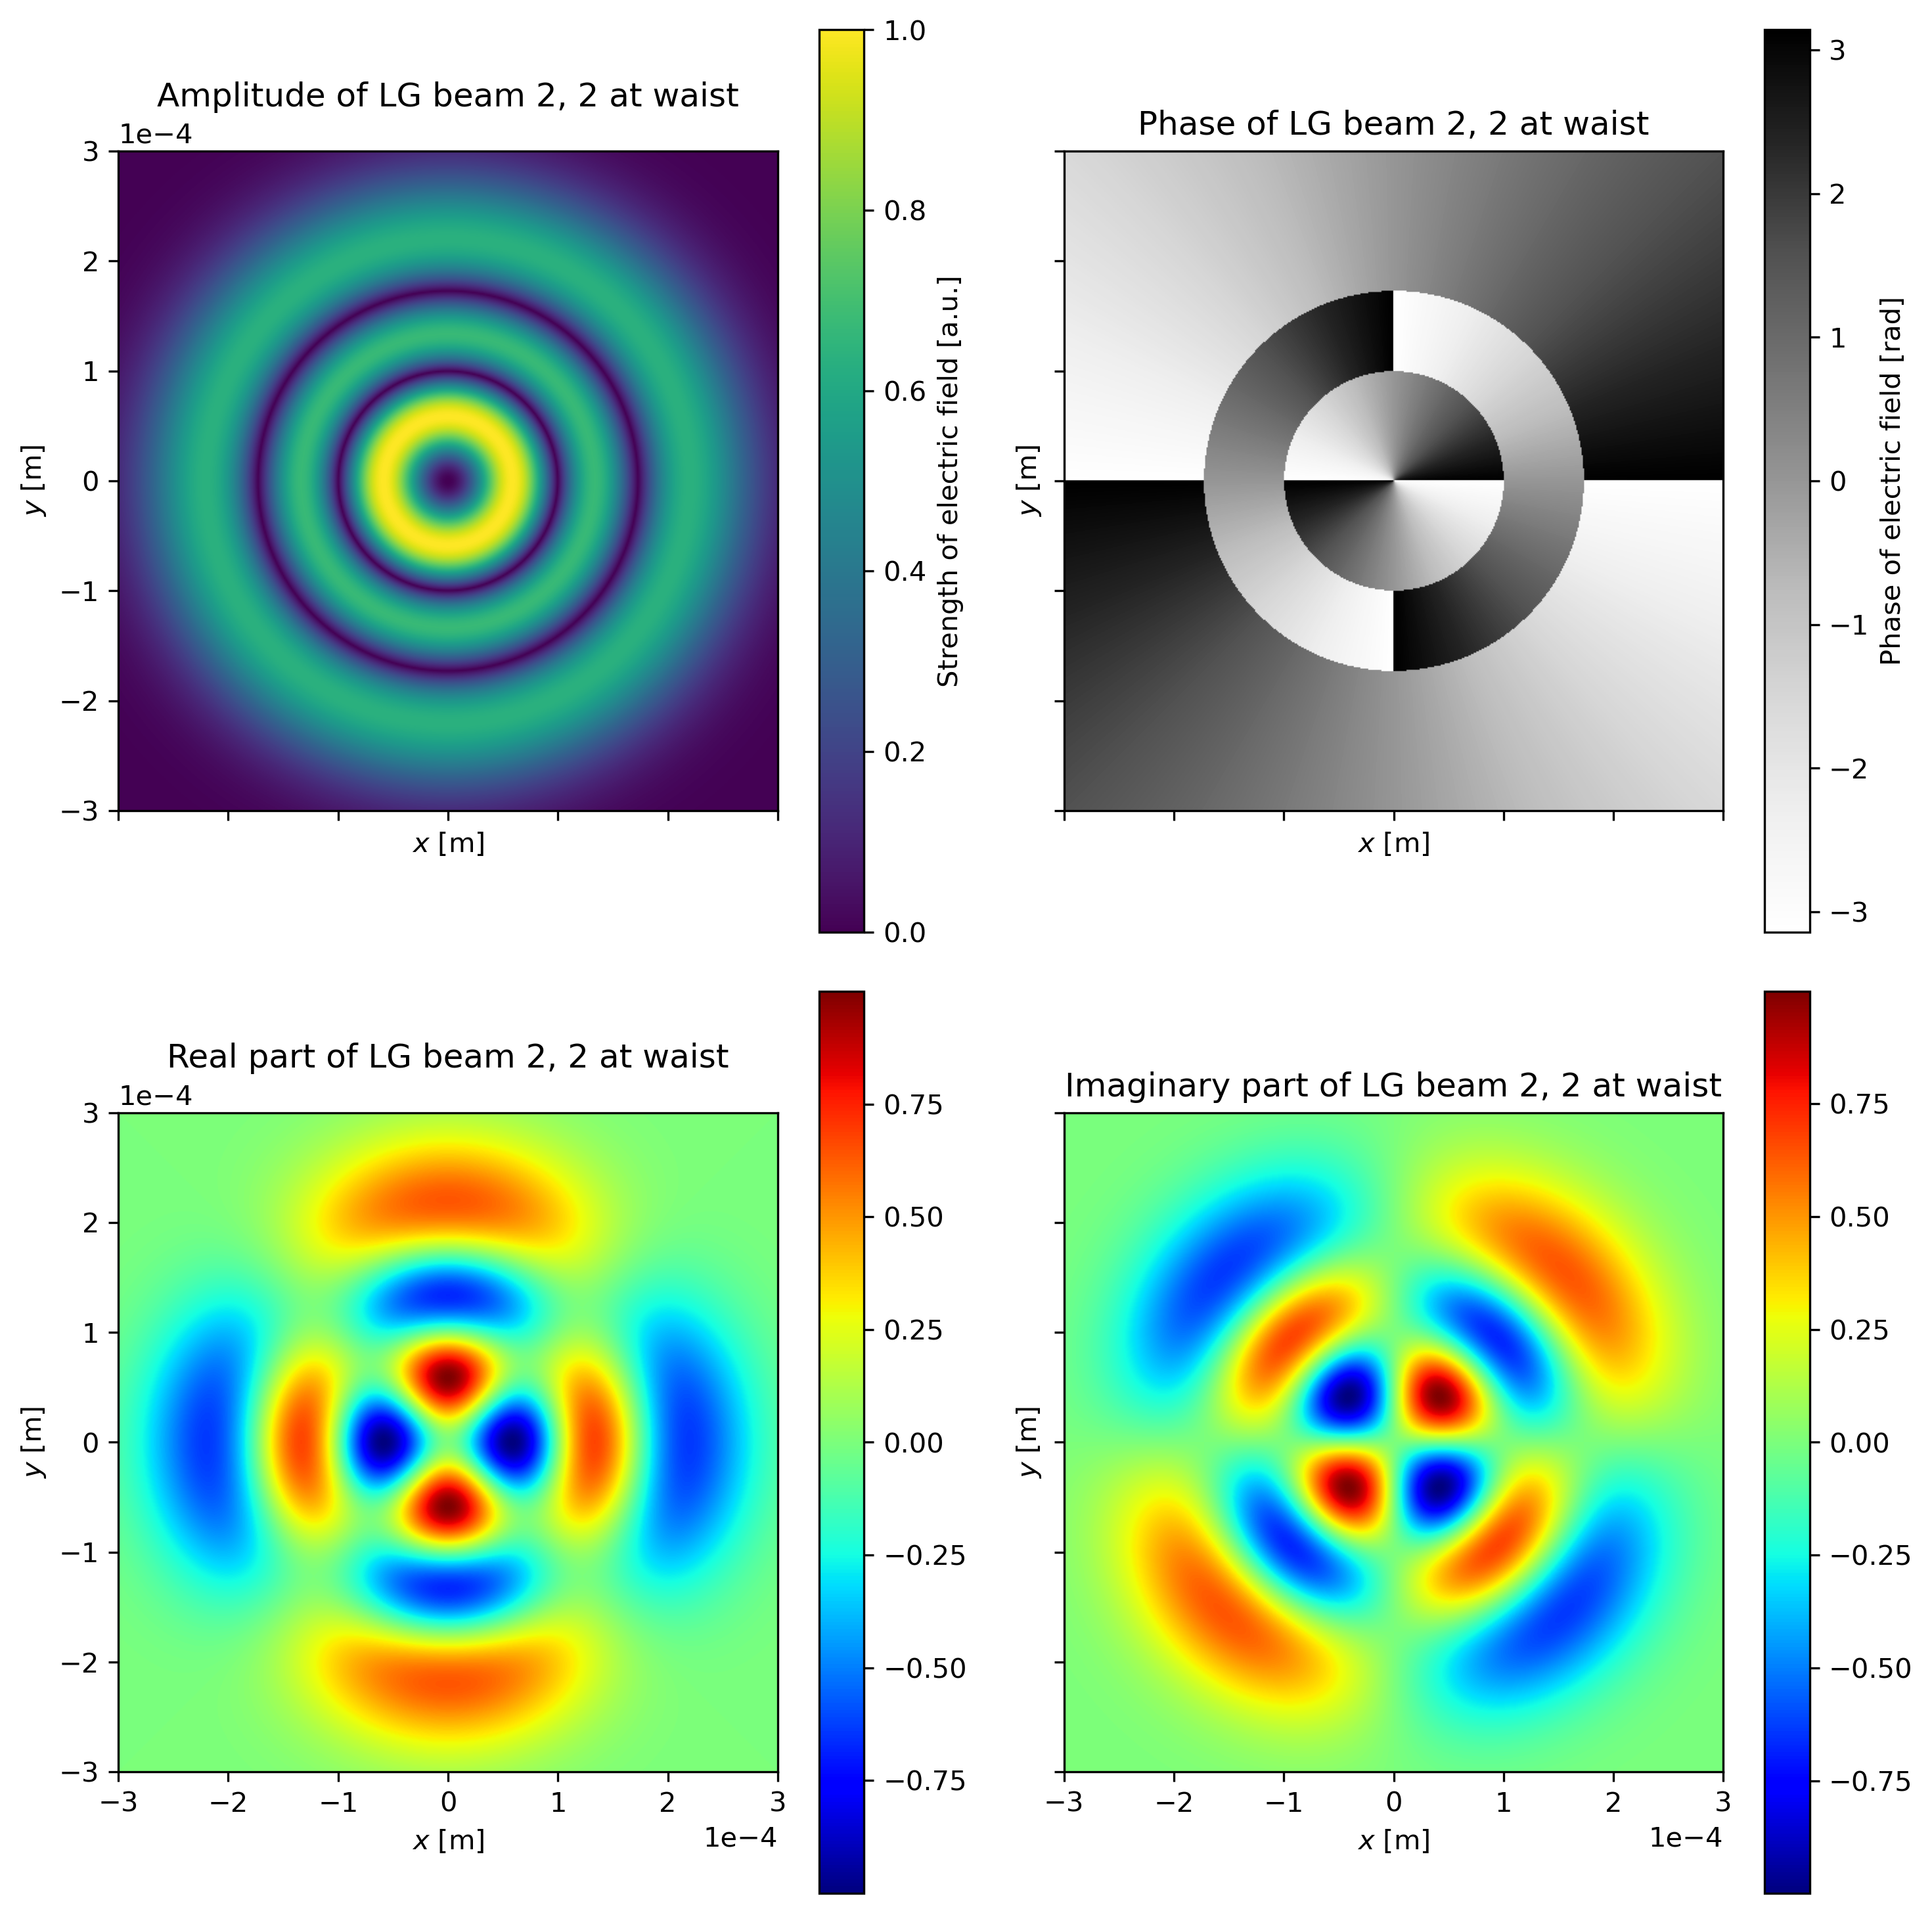 Amplitude of LG beam 2, 2 at waist
1e−4
3
2
1
0
−1
−2
−3
y [m]
x [m]
1.0
0.8
0.6
0.4
0.2
0.0
Strength of electric field [a.u.]
Phase of LG beam 2, 2 at waist
y [m]
x [m]
3
2
1
0
−1
−2
−3
Phase of electric field [rad]
Real part of LG beam 2, 2 at waist
1e−4
3
2
1
0
−1
−2
−3
y [m]
−3 −2 −1 0 1 2 3
x [m]
1e−4
0.75
0.50
0.25
0.00
−0.25
−0.50
−0.75
Imaginary part of LG beam 2, 2 at waist
y [m]
−3 −2 −1 0 1 2 3
x [m]
1e−4
0.75
0.50
0.25
0.00
−0.25
−0.50
−0.75